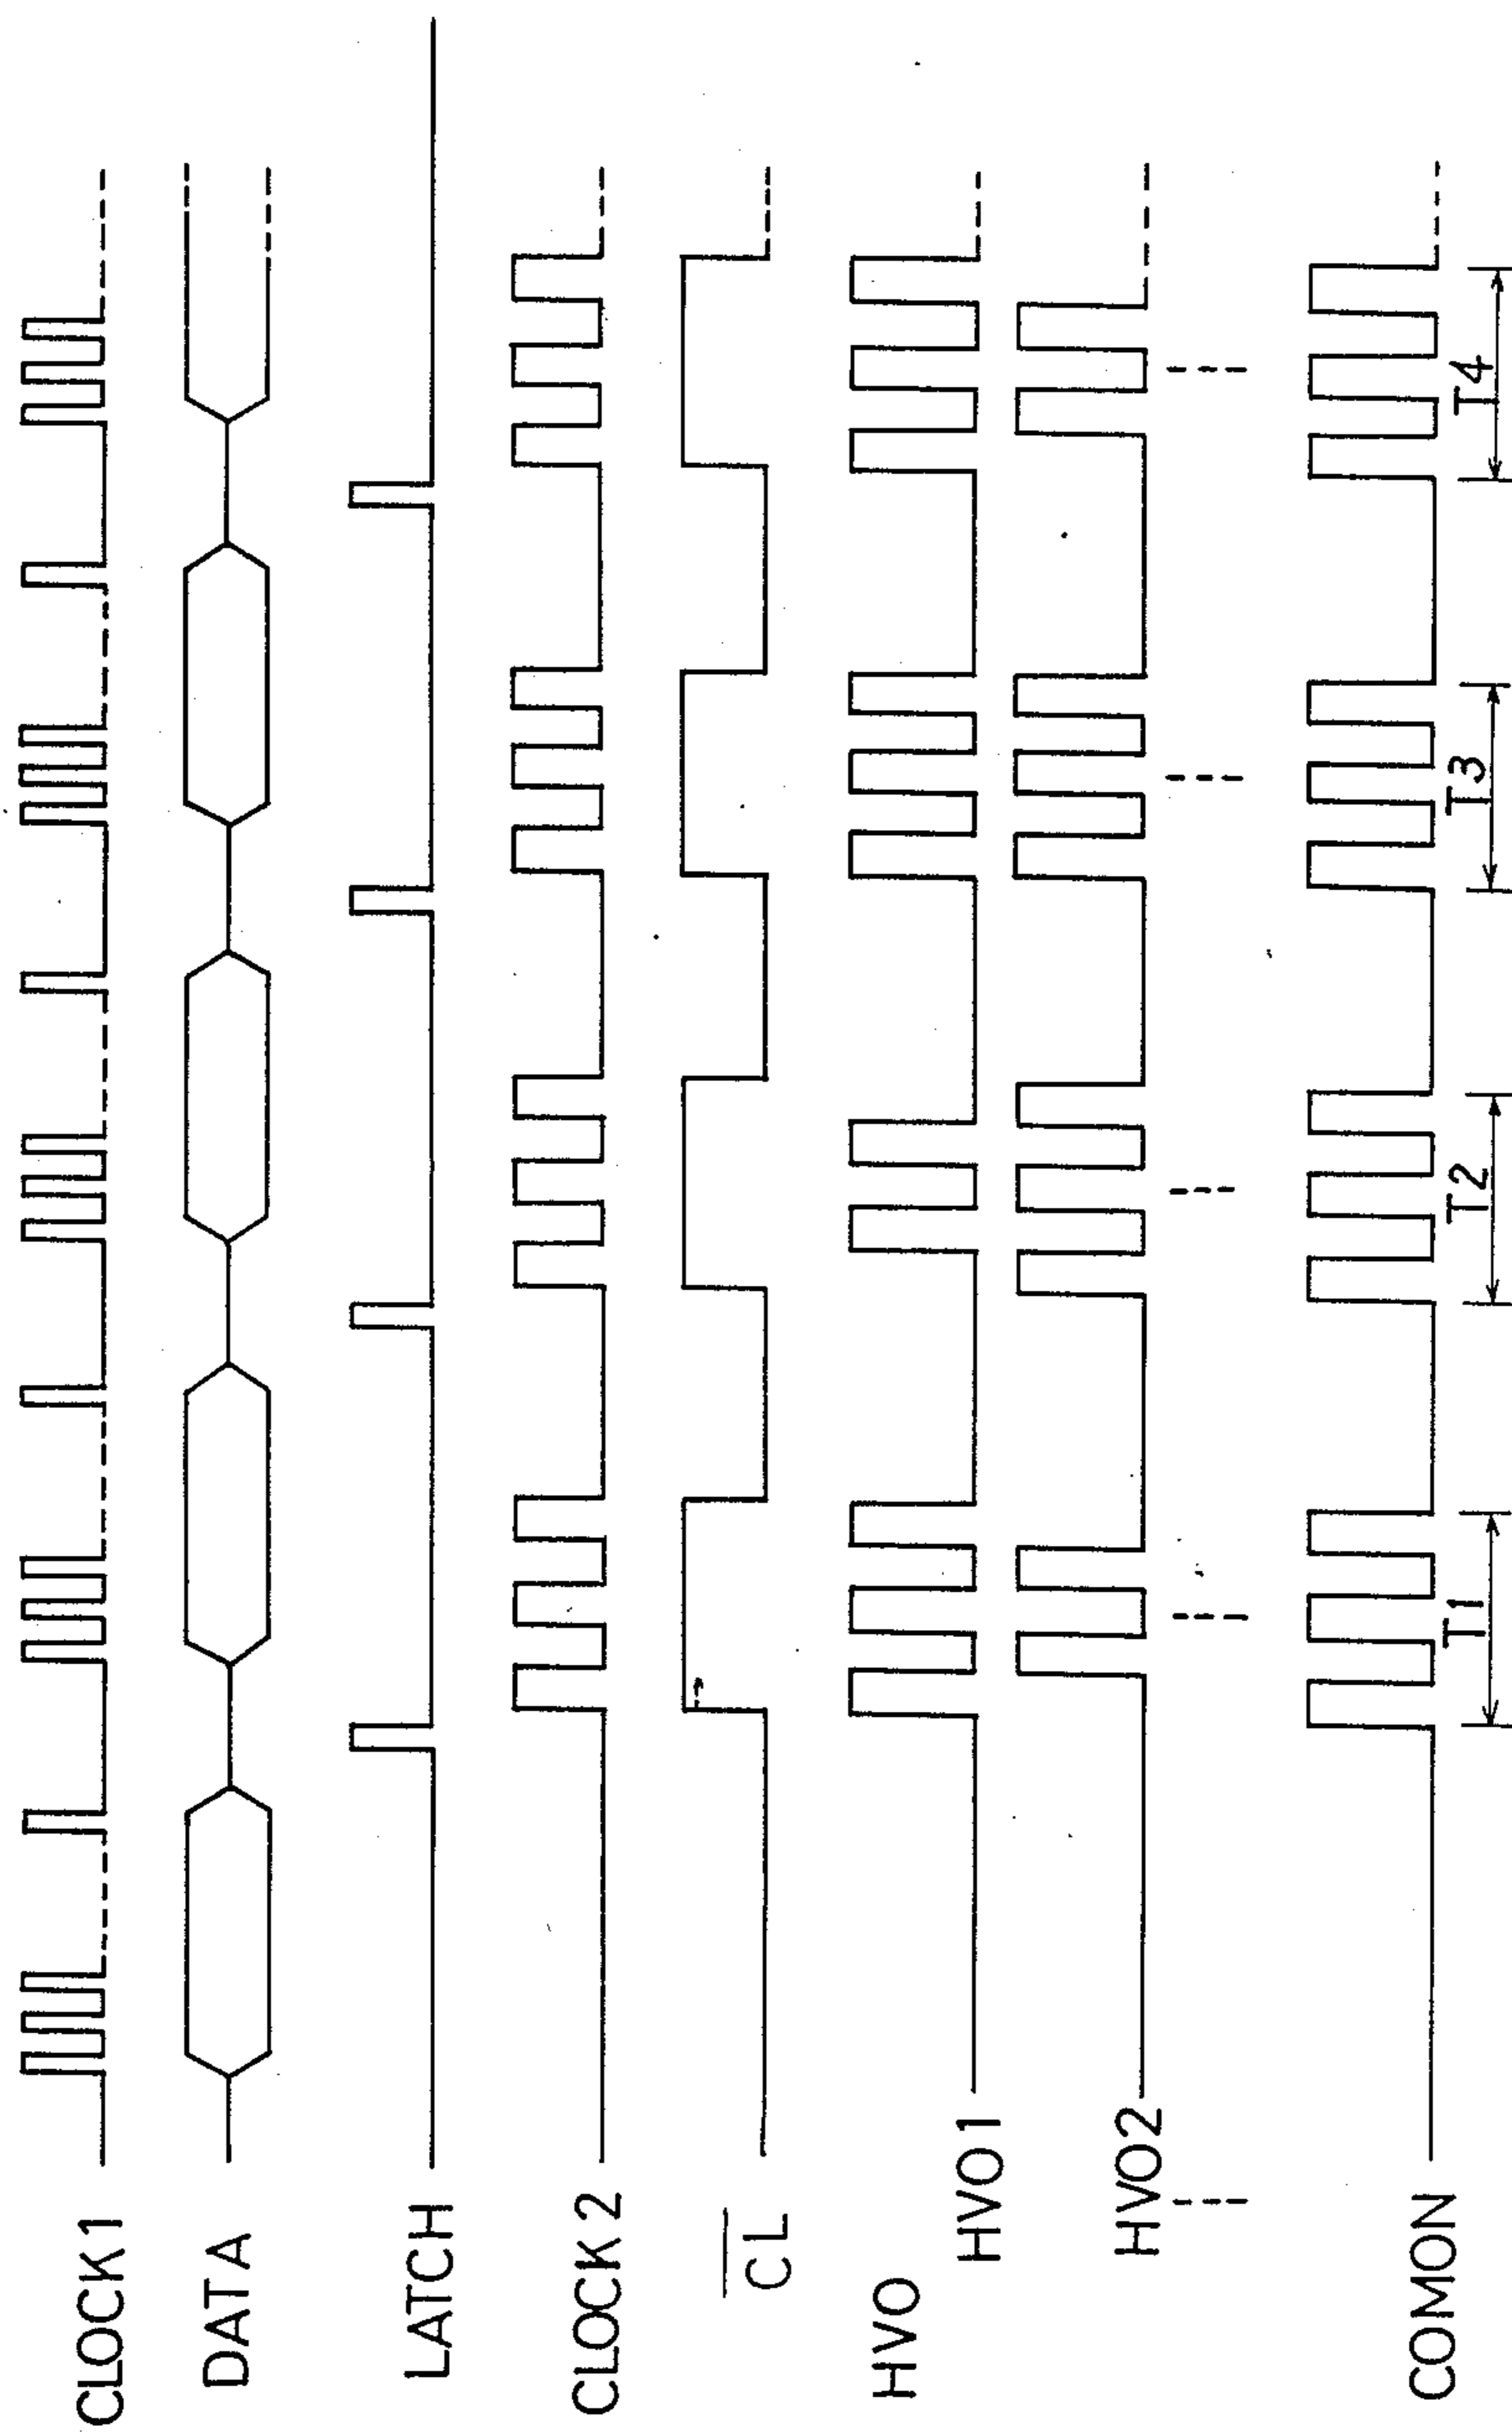 CLOCK1
DATA
LATCH
CLOCK2
CL
HVO
HVO1
HVO2
COMON
T1 T2 T3 T4